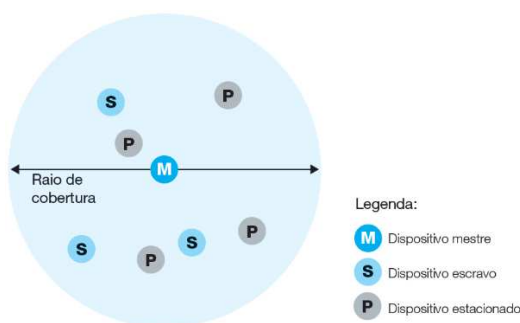 S
P
P
M
Raio de
cobertura
S
P
S
P
Legenda:
M Dispositivo mestre
S Dispositivo escravo
P Dispositivo estacionado